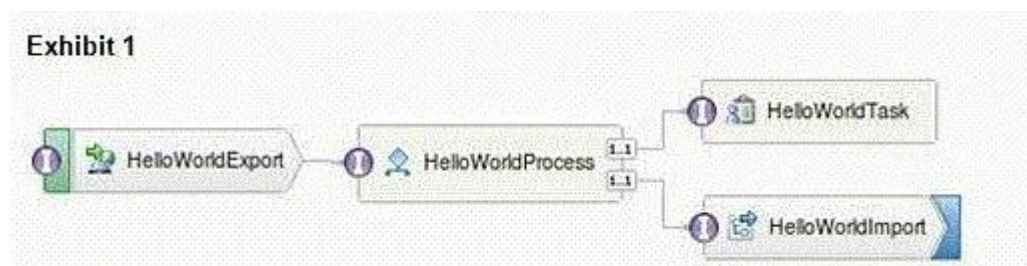 Exhibit 1
HelloWorldTask
HelloWorldExport
HelloWorldProcess
1..1
1..1
HelloWorldImport